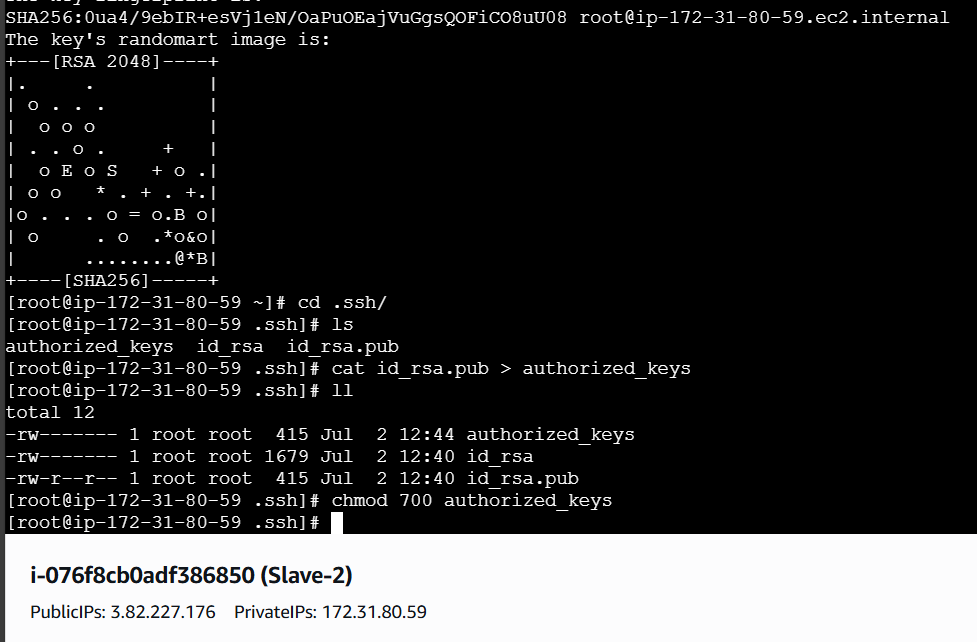 SHA256:0ua4/9ebIR+esVj1eN/OaPuOEajVuGgsQOFiCO8uU08 root@ip-172-31-80-59.ec2.internal
The key's randomart image is:
+---[RSA 2048]----+
|.     .          |
| o . . .         |
|  o o o          |
| . . o .     +   |
|  o E o S   + o .|
| o o   * . + . +.|
|o . . . o = o.B o|
| o     . o  .*o&o|
|      ........@*B|
+----[SHA256]-----+
[root@ip-172-31-80-59 ~]# cd .ssh/
[root@ip-172-31-80-59 .ssh]# ls
authorized_keys  id_rsa  id_rsa.pub
[root@ip-172-31-80-59 .ssh]# cat id_rsa.pub > authorized_keys
[root@ip-172-31-80-59 .ssh]# ll
total 12
-rw------- 1 root root  415 Jul  2 12:44 authorized_keys
-rw------- 1 root root 1679 Jul  2 12:40 id_rsa
-rw-r--r-- 1 root root  415 Jul  2 12:40 id_rsa.pub
[root@ip-172-31-80-59 .ssh]# chmod 700 authorized_keys
[root@ip-172-31-80-59 .ssh]#
i-076f8cb0adf386850 (Slave-2)
PublicIPs: 3.82.227.176    PrivateIPs: 172.31.80.59